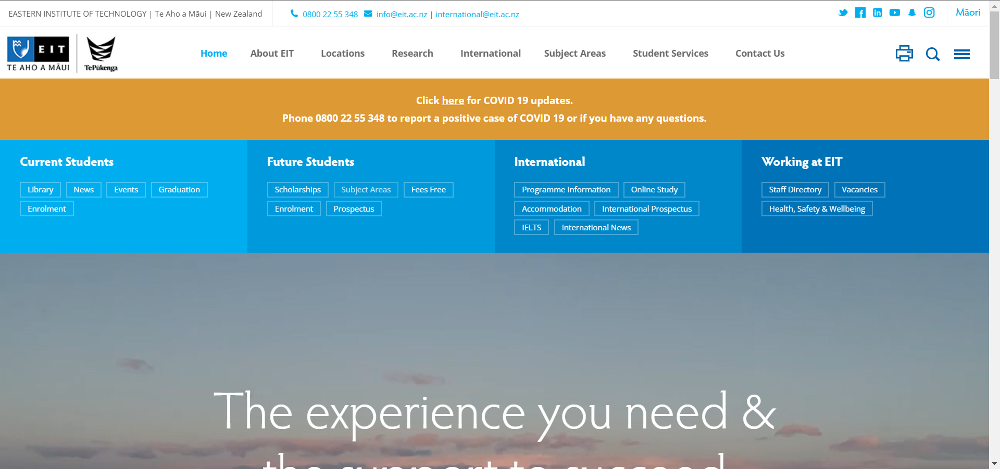 EASTERN INSTITUTE OF TECHNOLOGY | Te Aho a Māui | New Zealand
0800 22 55 348 info@eit.ac.nz | international@eit.ac.nz
Māori
EIT
TE AHO A MĀUI
TePūkenga
Home About EIT Locations Research International Subject Areas Student Services Contact Us
Click here for COVID 19 updates.
Phone 0800 22 55 348 to report a positive case of COVID 19 or if you have any questions.
Current Students
Library News Events Graduation
Enrolment
Future Students
Scholarships Subject Areas Fees Free
Enrolment Prospectus
International
Programme Information Online Study
Accommodation International Prospectus
IELTS International News
Working at EIT
Staff Directory Vacancies
Health, Safety & Wellbeing
The experience you need &
the support to succeed